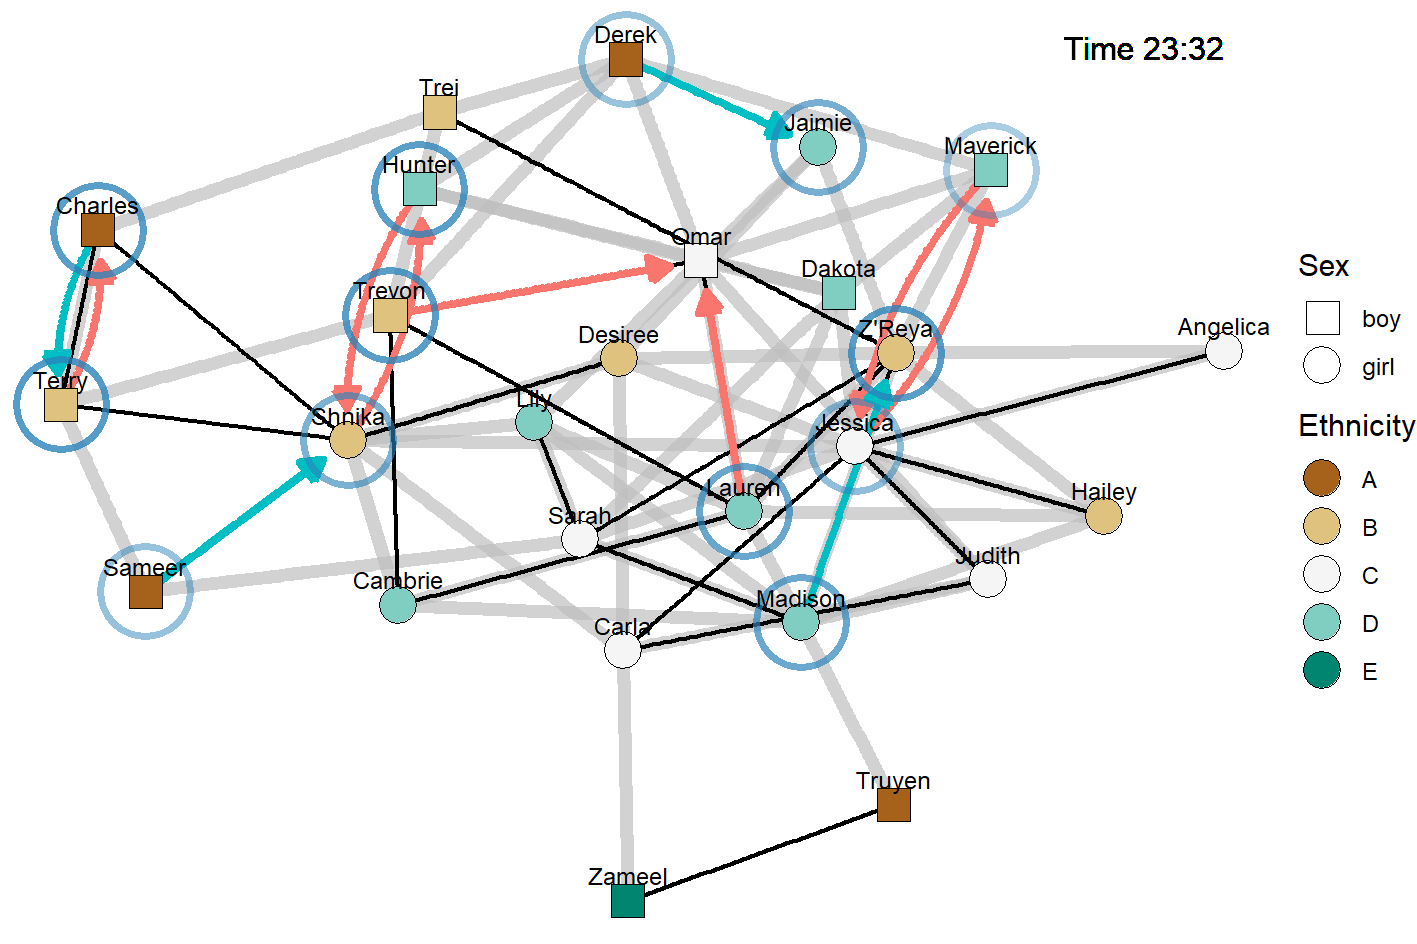 Derek
Time 23:32
Trei
Jaimie
Maverick
Hunter
Charles
Omar
Sex
Dakota
Trevon
boy
Z'Reya
Angelica
Desiree
girl
Terry
Lily
Shnika
Jessica
Ethnicity
A
Lauren
Hailey
Sarah
B
Judith
Sameer
Cambrie
C
Madison
Carla
D
E
Truyen
Zameel